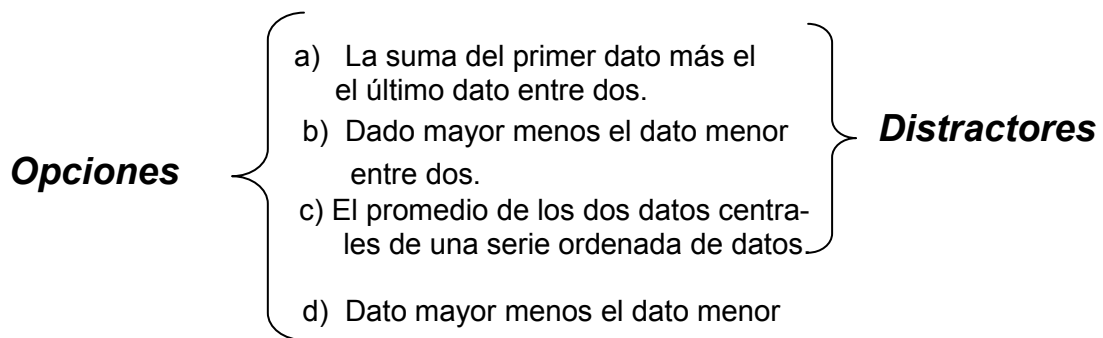 a) La suma del primer dato más el
el último dato entre dos.
b) Dado mayor menos el dato menor
entre dos.
c) El promedio de los dos datos centra-
les de una serie ordenada de datos.
d) Dato mayor menos el dato menor
Opciones
Distractores